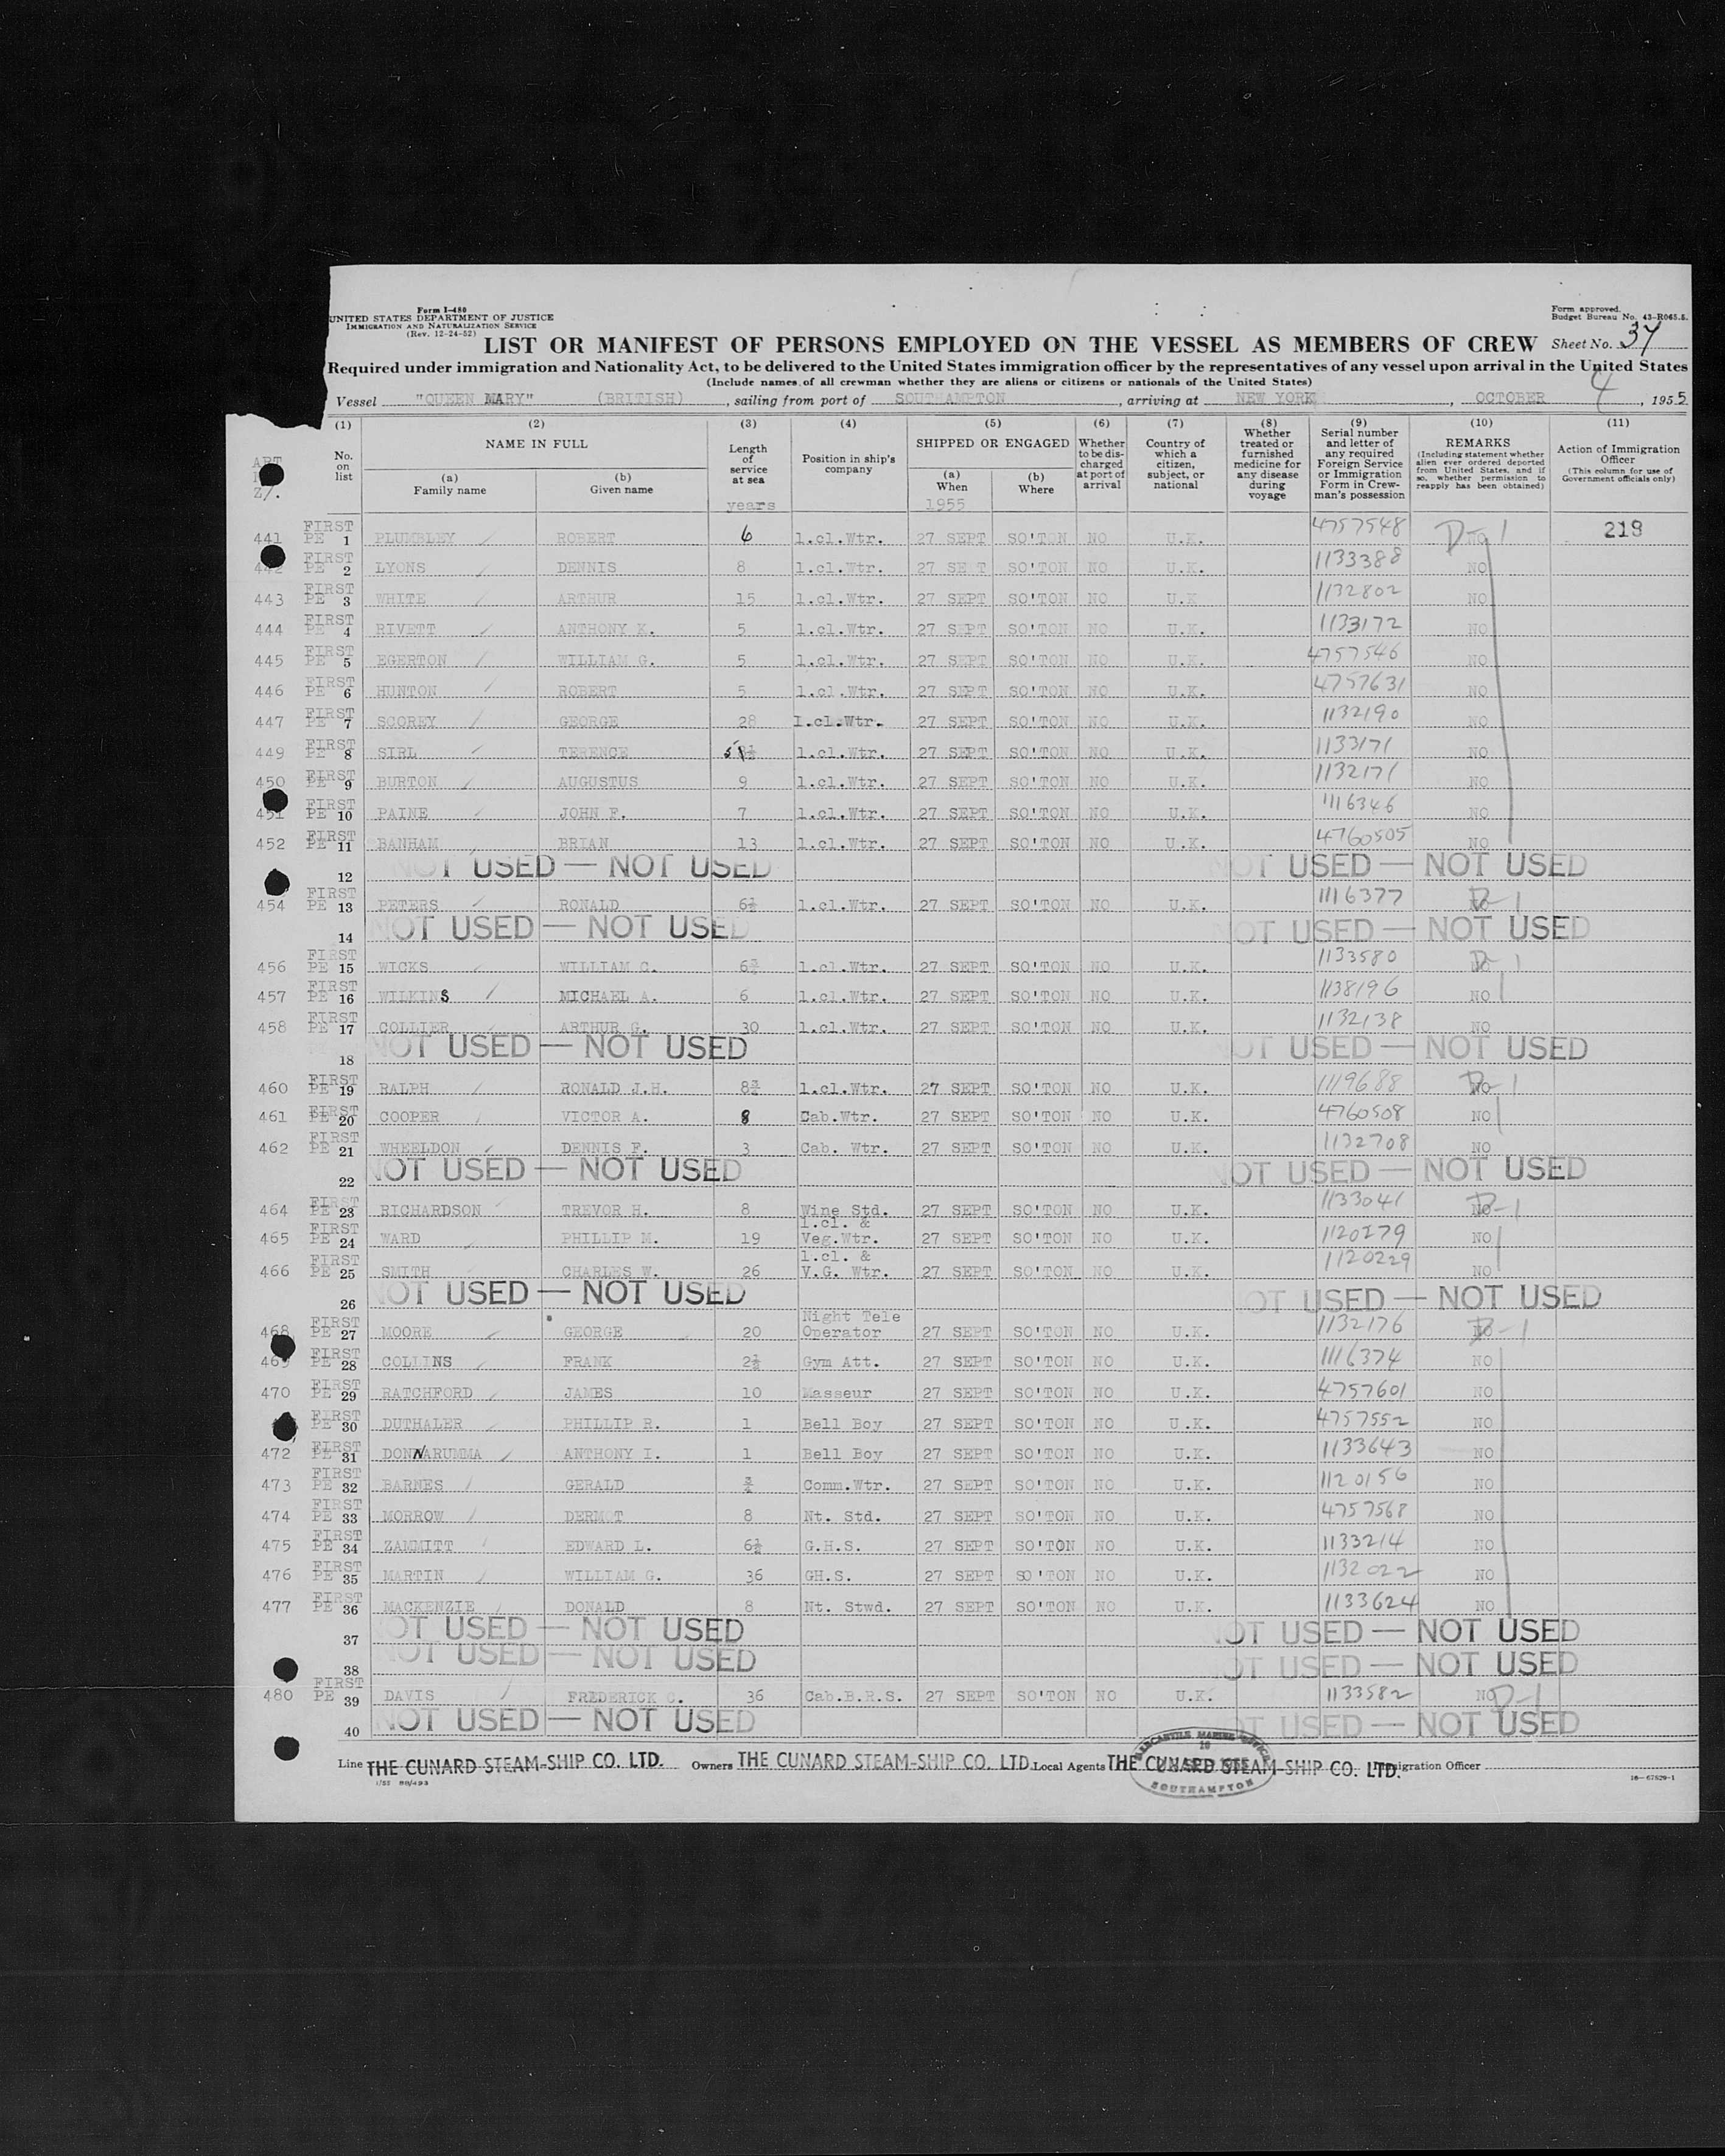 Form I-480
UNITED STATES DEPARTMENT OF JUSTICE
IMMIGRATION AND NATURALIZATION SERVICE
(Rev. 12-24-52)
Form approved.
Budget Bureau No. 43-R065.5.
LIST OR MANIFEST OF PERSONS EMPLOYED ON THE VESSEL AS MEMBERS OF CREW Sheet No. 37
Required under immigration and Nationality Act, to be delivered to the United States immigration officer by the representatives of any vessel upon arrival in the United States
(Include names of all crewman whether they are aliens or citizens or nationals of the United States)
Vessel "QUEEN MARY" (BRITISH), sailing from port of SOUTHAMPTON, arriving at NEW YORK, OCTOBER 4, 1955
(1) No. on list
(2) NAME IN FULL
(a) Family name
(b) Given name
(3) Length of service at sea
years
(4) Position in ship's company
(5) SHIPPED OR ENGAGED
(a) When
1955
(b) Where
(6) Whether to be discharged at port of arrival
(7) Country of which a citizen, subject, or national
(8) Whether treated or furnished medicine for any disease during voyage
(9) Serial number and letter of any required Foreign Service or Immigration Form in Crewman's possession
(10) REMARKS
(Including statement whether alien ever ordered deported from United States, and if so, whether permission to reapply has been obtained)
(11) Action of Immigration Officer
(This column for use of Government officials only)
441 FIRST PE 1 PLUMBLEY ROBERT 6 1.cl.Wtr. 27 SEPT SO'TON NO U.K. 4757548 NO D-1 218
442 FIRST PE 2 LYONS DENNIS 8 1.cl.Wtr. 27 SE T SO'TON NO U.K. 1133388 NO
443 FIRST PE 3 WHITE ARTHUR 15 1.cl.Wtr. 27 SEPT SO'TON NO U.K 1132802 NO
444 FIRST PE 4 RIVETT ANTHONY K. 5 1.cl.Wtr. 27 SEPT SO'TON NO U.K. 1133172 NO
445 FIRST PE 5 EGERTON WILLIAM G. 5 1.cl.Wtr. 27 SEPT SO'TON NO U.K. 4757546 NO
446 FIRST PE 6 HUNTON ROBERT 5 1.cl.Wtr. 27 SEPT SO'TON NO U.K. 4757631 NO
447 FIRST PE 7 SCOREY GEORGE 28 1.cl.Wtr. 27 SEPT SO'TON NO U.K. 1132190 NO
449 FIRST PE 8 SIRL TERENCE 1.cl.Wtr. 27 SEPT SO'TON NO U.K. 1133171 NO
450 FIRST PE 9 BURTON AUGUSTUS 9 1.cl.Wtr. 27 SEPT SO'TON NO U.K. 1132171 NO
451 FIRST PE 10 PAINE JOHN F. 7 1.cl.Wtr. 27 SEPT SO'TON NO U.K. 1116346 NO
452 FIRST PE 11 BANHAM BRIAN 13 1.cl.Wtr. 27 SEPT SO'TON NO U.K. 4760505 NO
12 NOT USED — NOT USED NOT USED — NOT USED
454 FIRST PE 13 PETERS RONALD 6½ 1.cl.Wtr. 27 SEPT SO'TON NO U.K. 1116377 NO D-1
14 NOT USED — NOT USED NOT USED — NOT USED
456 FIRST PE 15 WICKS WILLIAM C. 6¾ 1.cl.Wtr. 27 SEPT SO'TON NO U.K. 1133580 NO D-1
457 FIRST PE 16 WILKINS MICHAEL A. 6 1.cl.Wtr. 27 SEPT SO'TON NO U.K. 1138196 NO
458 FIRST PE 17 COLLIER ARTHUR G. 30 1.cl.Wtr. 27 SEPT SO'TON NO U.K. 1132138 NO
18 NOT USED — NOT USED NOT USED — NOT USED
460 FIRST PE 19 RALPH RONALD J.H. 8¾ 1.cl.Wtr. 27 SEPT SO'TON NO U.K. 1119688 NO D-1
461 FIRST PE 20 COOPER VICTOR A. 8 Cab.Wtr. 27 SEPT SO'TON NO U.K. 4760508 NO
462 FIRST PE 21 WHEELDON DENNIS F. 3 Cab. Wtr. 27 SEPT SO'TON NO U.K. 1132708 NO
22 NOT USED — NOT USED NOT USED — NOT USED
464 FIRST PE 23 RICHARDSON TREVOR H. 8 Wine Std. 27 SEPT SO'TON NO U.K. 1133041 NO D-1
465 FIRST PE 24 WARD PHILLIP M. 19 1.cl. & Veg.Wtr. 27 SEPT SO'TON NO U.K. 1120279 NO
466 FIRST PE 25 SMITH CHARLES W. 26 1.cl. & V.G. Wtr. 27 SEPT SO'TON NO U.K. 1120229 NO
26 NOT USED — NOT USED NOT USED — NOT USED
468 FIRST PE 27 MOORE GEORGE 20 Night Tele Operator 27 SEPT SO'TON NO U.K. 1132176 NO D-1
469 FIRST PE 28 COLLINS FRANK 2½ Gym Att. 27 SEPT SO'TON NO U.K. 1116374 NO
470 FIRST PE 29 RATCHFORD JAMES 10 Masseur 27 SEPT SO'TON NO U.K. 4757601 NO
FIRST PE 30 DUTHALER PHILLIP R. 1 Bell Boy 27 SEPT SO'TON NO U.K. 4757552 NO
472 FIRST PE 31 DONNARUMMA ANTHONY I. 1 Bell Boy 27 SEPT SO'TON NO U.K. 1133643 NO
473 FIRST PE 32 BARNES GERALD ¾ Comm.Wtr. 27 SEPT SO'TON NO U.K. 1120156 NO
474 FIRST PE 33 MORROW DERMOT 8 Nt. Std. 27 SEPT SO'TON NO U.K. 4757568 NO
475 FIRST PE 34 ZAMMITT EDWARD L. 6½ G.H.S. 27 SEPT SO'TON NO U.K. 1133214 NO
476 FIRST PE 35 MARTIN WILLIAM G. 36 GH.S. 27 SEPT SO'TON NO U.K. 1132022 NO
477 FIRST PE 36 MACKENZIE DONALD 8 Nt. Stwd. 27 SEPT SO'TON NO U.K. 1133624 NO
37 NOT USED — NOT USED NOT USED — NOT USED
38 NOT USED — NOT USED NOT USED — NOT USED
480 FIRST PE 39 DAVIS FREDERICK C. 36 Cab.B.R.S. 27 SEPT SO'TON NO U.K. 1133582 NO D-1
40 NOT USED — NOT USED NOT USED — NOT USED
Line THE CUNARD STEAM-SHIP CO. LTD. Owners THE CUNARD STEAM-SHIP CO. LTD. Local Agents THE CUNARD STEAM-SHIP CO. LTD. Immigration Officer
MERCANTILE MARINE OFFICE
SOUTHAMPTON
16—67529-1